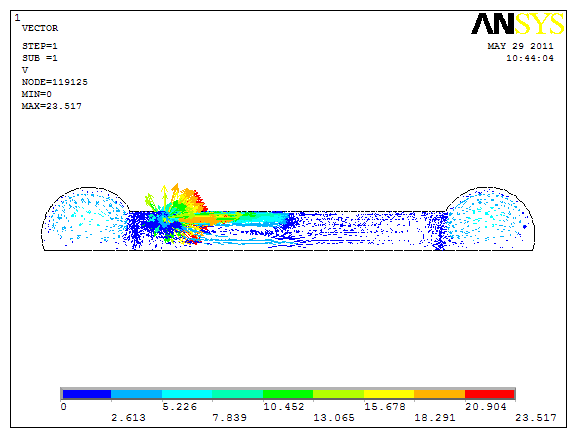 1
ANSYS
VECTOR
STEP=1
SUB =1
V
NODE=119125
MIN=0
MAX=23.517
MAY 29 2011
10:44:04
0 5.226 10.452 15.678 20.904
2.613 7.839 13.065 18.291 23.517